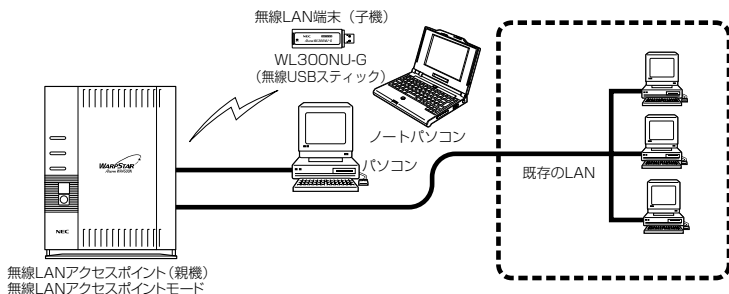 無線LAN端末（子機）
NEC
WL300NU-G
（無線USBスティック）
ノートパソコン
パソコン
既存のLAN
WARPSTAR
NEC
無線LANアクセスポイント（親機）
無線LANアクセスポイントモード